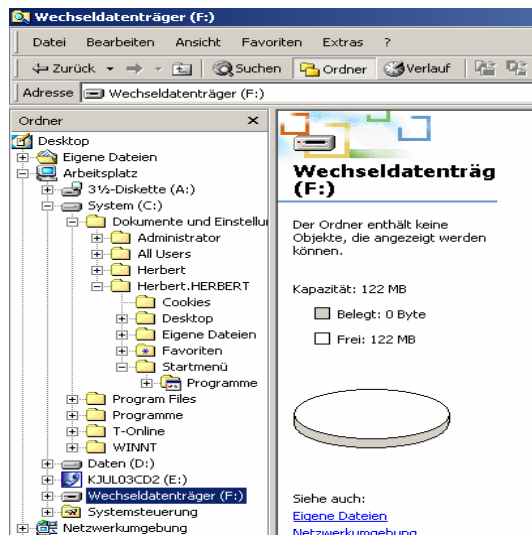 Wechseldatenträger (F:)
Datei Bearbeiten Ansicht Favoriten Extras ?
Zurück Suchen Ordner Verlauf
Adresse Wechseldatenträger (F:)
Ordner
Desktop
Eigene Dateien
Arbeitsplatz
3½-Diskette (A:)
System (C:)
Dokumente und Einstellu
Administrator
All Users
Herbert
Herbert.HERBERT
Cookies
Desktop
Eigene Dateien
Favoriten
Startmenü
Programme
Program Files
Programme
T-Online
WINNT
Daten (D:)
KJUL03CD2 (E:)
Wechseldatenträger (F:)
Systemsteuerung
Netzwerkumgebung
Wechseldatenträg
(F:)
Der Ordner enthält keine
Objekte, die angezeigt werden
können.
Kapazität: 122 MB
Belegt: 0 Byte
Frei: 122 MB
Siehe auch:
Eigene Dateien
Netzwerkumgebung